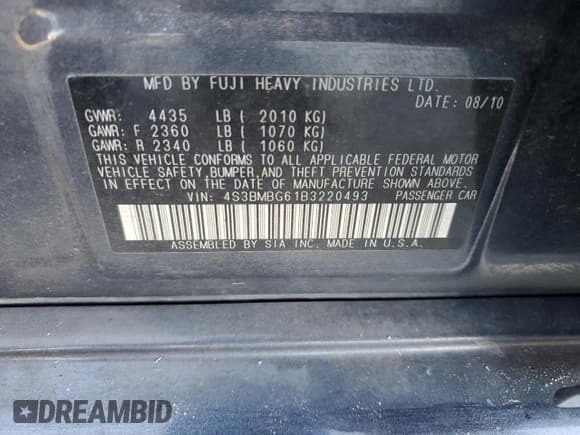 MFD BY FUJI HEAVY INDUSTRIES LTD.
DATE: 08/10
GVWR: 4435 LB ( 2010 KG)
GAWR: F 2360 LB ( 1070 KG)
GAWR: R 2340 LB ( 1060 KG)
THIS VEHICLE CONFORMS TO ALL APPLICABLE FEDERAL MOTOR
VEHICLE SAFETY,BUMPER,AND THEFT PREVENTION STANDARDS
IN EFFECT ON THE DATE OF MANUFACTURE SHOWN ABOVE.
VIN: 4S3BMBG61B3220493 PASSENGER CAR
ASSEMBLED BY SIA INC. MADE IN U.S.A.
DREAMBID